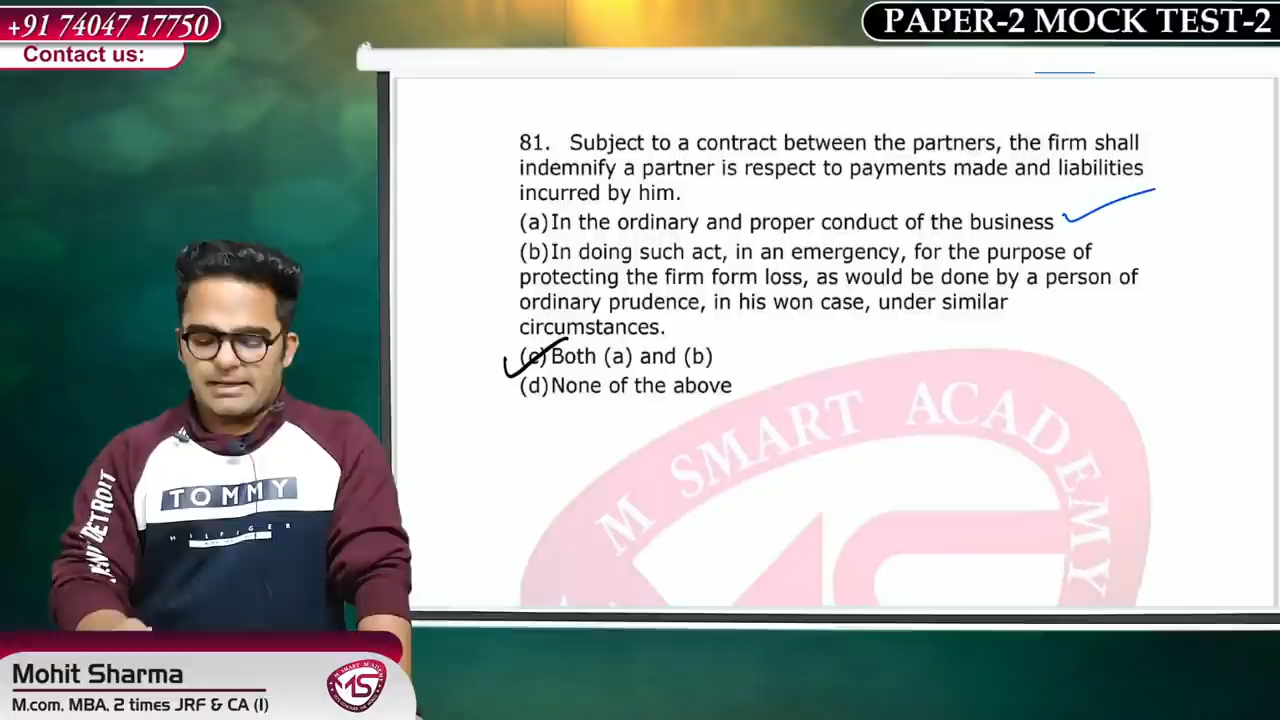 +91 74047 17750
Contact us:
PAPER-2 MOCK TEST-2
81. Subject to a contract between the partners, the firm shall
indemnify a partner is respect to payments made and liabilities
incurred by him.
(a)In the ordinary and proper conduct of the business
(b)In doing such act, in an emergency, for the purpose of
protecting the firm form loss, as would be done by a person of
ordinary prudence, in his won case, under similar
circumstances.
(c)Both (a) and (b)
(d)None of the above
M SMART ACADEMY
TOMMY
HILFIGER
DETROIT
Mohit Sharma
M.com, MBA, 2 times JRF & CA (I)
M SMART ACADEMY
MS